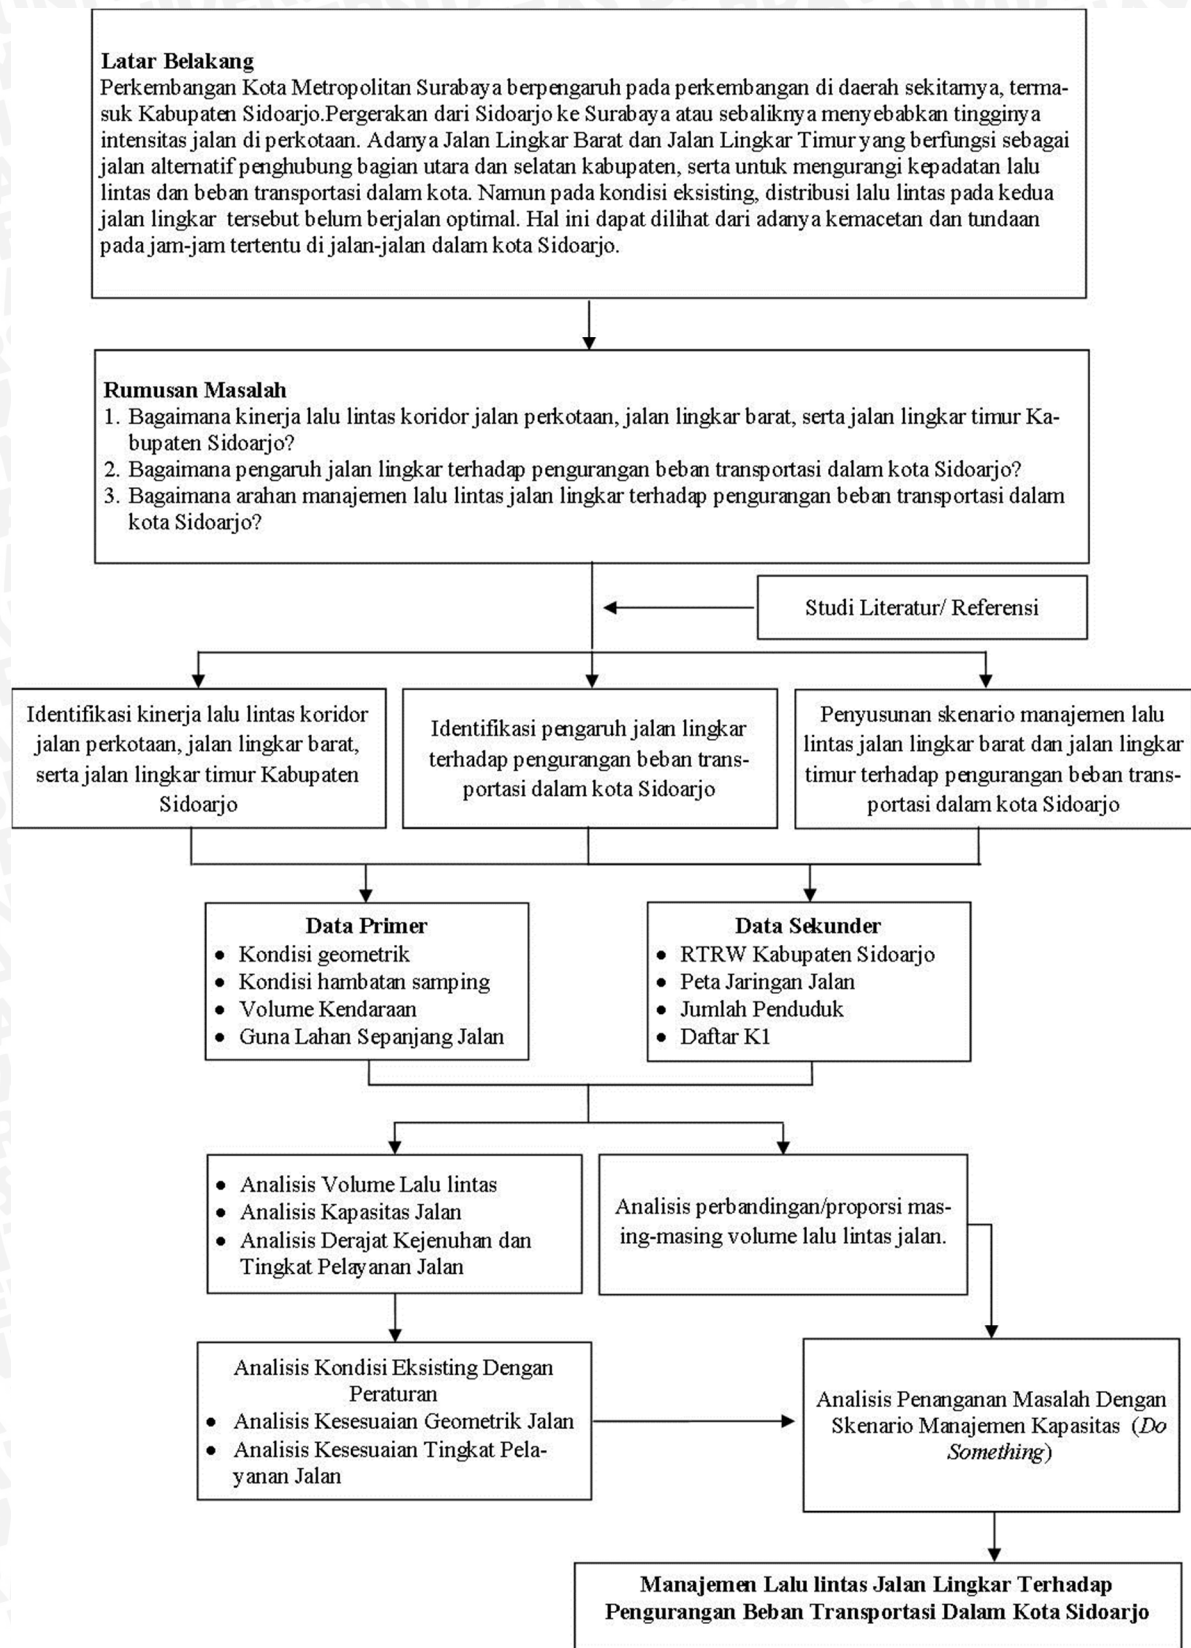 Latar Belakang
Perkembangan Kota Metropolitan Surabaya berpengaruh pada perkembangan di daerah sekitarnya, terma-
suk Kabupaten Sidoarjo.Pergerakan dari Sidoarjo ke Surabaya atau sebaliknya menyebabkan tingginya
intensitas jalan di perkotaan. Adanya Jalan Lingkar Barat dan Jalan Lingkar Timur yang berfungsi sebagai
jalan alternatif penghubung bagian utara dan selatan kabupaten, serta untuk mengurangi kepadatan lalu
lintas dan beban transportasi dalam kota. Namun pada kondisi eksisting, distribusi lalu lintas pada kedua
jalan lingkar tersebut belum berjalan optimal. Hal ini dapat dilihat dari adanya kemacetan dan tundaan
pada jam-jam tertentu di jalan-jalan dalam kota Sidoarjo.
Rumusan Masalah
1. Bagaimana kinerja lalu lintas koridor jalan perkotaan, jalan lingkar barat, serta jalan lingkar timur Ka-
bupaten Sidoarjo?
2. Bagaimana pengaruh jalan lingkar terhadap pengurangan beban transportasi dalam kota Sidoarjo?
3. Bagaimana arahan manajemen lalu lintas jalan lingkar terhadap pengurangan beban transportasi dalam
kota Sidoarjo?
Studi Literatur/ Referensi
Identifikasi kinerja lalu lintas koridor
jalan perkotaan, jalan lingkar barat,
serta jalan lingkar timur Kabupaten
Sidoarjo
Identifikasi pengaruh jalan lingkar
terhadap pengurangan beban trans-
portasi dalam kota Sidoarjo
Penyusunan skenario manajemen lalu
lintas jalan lingkar barat dan jalan lingkar
timur terhadap pengurangan beban trans-
portasi dalam kota Sidoarjo
Data Primer
• Kondisi geometrik
• Kondisi hambatan samping
• Volume Kendaraan
• Guna Lahan Sepanjang Jalan
Data Sekunder
• RTRW Kabupaten Sidoarjo
• Peta Jaringan Jalan
• Jumlah Penduduk
• Daftar K1
• Analisis Volume Lalu lintas
• Analisis Kapasitas Jalan
• Analisis Derajat Kejenuhan dan
Tingkat Pelayanan Jalan
Analisis perbandingan/proporsi mas-
ing-masing volume lalu lintas jalan.
Analisis Kondisi Eksisting Dengan
Peraturan
• Analisis Kesesuaian Geometrik Jalan
• Analisis Kesesuaian Tingkat Pela-
yanan Jalan
Analisis Penanganan Masalah Dengan
Skenario Manajemen Kapasitas (Do
Something)
Manajemen Lalu lintas Jalan Lingkar Terhadap
Pengurangan Beban Transportasi Dalam Kota Sidoarjo